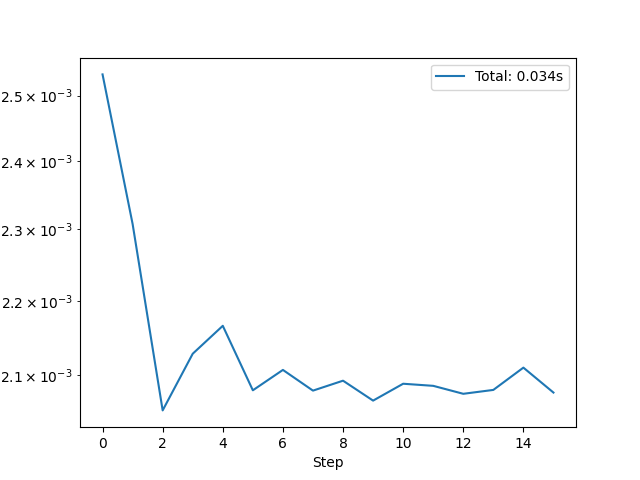 Total: 0.034s
2.5 × 10⁻³
2.4 × 10⁻³
2.3 × 10⁻³
2.2 × 10⁻³
2.1 × 10⁻³
0 2 4 6 8 10 12 14
Step